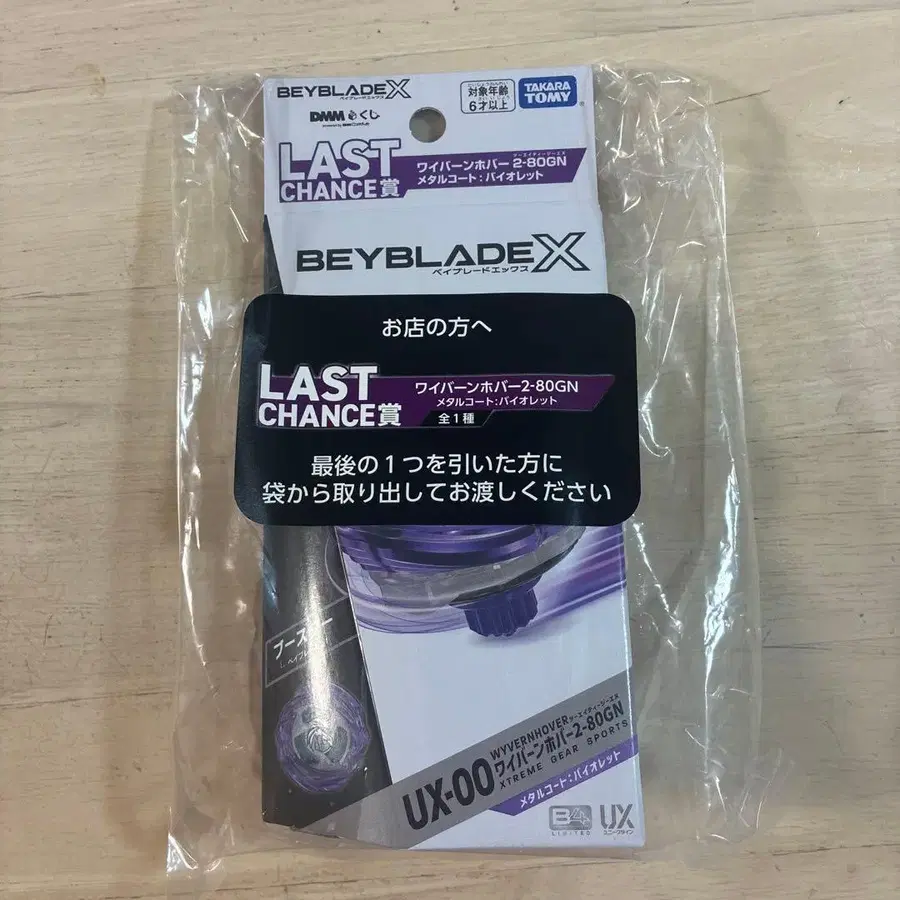 BEYBLADE X
ベイブレードエックス
対象年齢
6才以上
TAKARA
TOMY
DMMくじ
LAST
CHANCE賞
ワイバーンホバー2-80GN
メタルコート:バイオレット
BEYBLADE X
ベイブレードエックス
お店の方へ
LAST
CHANCE賞
ワイバーンホバー2-80GN
メタルコート:バイオレット
全1種
最後の1つを引いた方に
袋から取り出してお渡しください
UX-00
WYVERNHOVER
ワイバーンホバー2-80GN
XTREME GEAR SPORTS
メタルコート:バイオレット
B4
LIMITED
UX